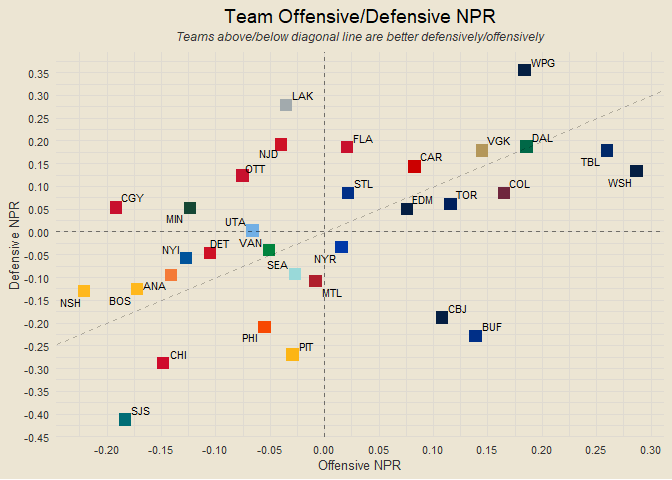 Team Offensive/Defensive NPR
Teams above/below diagonal line are better defensively/offensively
WPG
0.35
0.30
LAK
0.25
0.20
NJD
FLA
VGK
DAL
0.15
CAR
TBL
OTT
WSH
0.10
STL
COL
CGY
EDM
TOR
0.05
MIN
UTA
0.00
NYI
DET
VAN
NYR
-0.05
SEA
-0.10
NSH
BOS
ANA
MTL
-0.15
CBJ
-0.20
PHI
BUF
-0.25
CHI
PIT
-0.30
-0.35
SJS
-0.40
-0.45
Defensive NPR
-0.20
-0.15
-0.10
-0.05
0.00
0.05
0.10
0.15
0.20
0.25
0.30
Offensive NPR